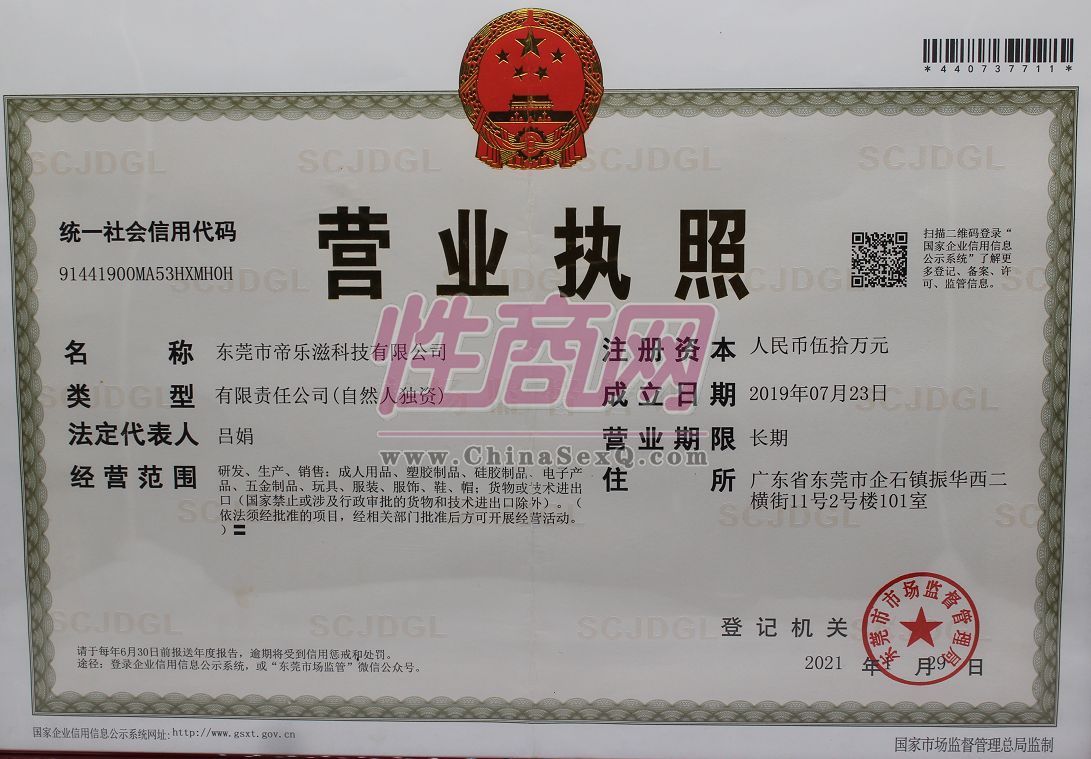 *440737711*
统一社会信用代码
91441900MA53HXMH0H
营业执照
扫描二维码登录“
国家企业信用信息
公示系统”了解更
多登记、备案、许
可、监管信息。
名 称 东莞市帝乐滋科技有限公司
类 型 有限责任公司(自然人独资)
法定代表人 吕娟
经营范围 研发、生产、销售：成人用品、塑胶制品、硅胶制品、电子产
品、五金制品、玩具、服装、服饰、鞋、帽；货物或技术进出
口（国家禁止或涉及行政审批的货物和技术进出口除外）。（
依法须经批准的项目，经相关部门批准后方可开展经营活动。
）〓
注册资本 人民币伍拾万元
成立日期 2019年07月23日
营业期限 长期
住 所 广东省东莞市企石镇振华西二
横街11号2号楼101室
性商网
www.ChinaSexQ.com
SCJDGL
登记机关
东莞市市场监督管理局
2021 年 月 29 日
请于每年6月30日前报送年度报告，逾期将受到信用惩戒和处罚。
途径：登录企业信用信息公示系统，或“东莞市场监管”微信公众号。
国家企业信用信息公示系统网址:http://www.gsxt.gov.cn
国家市场监督管理总局监制